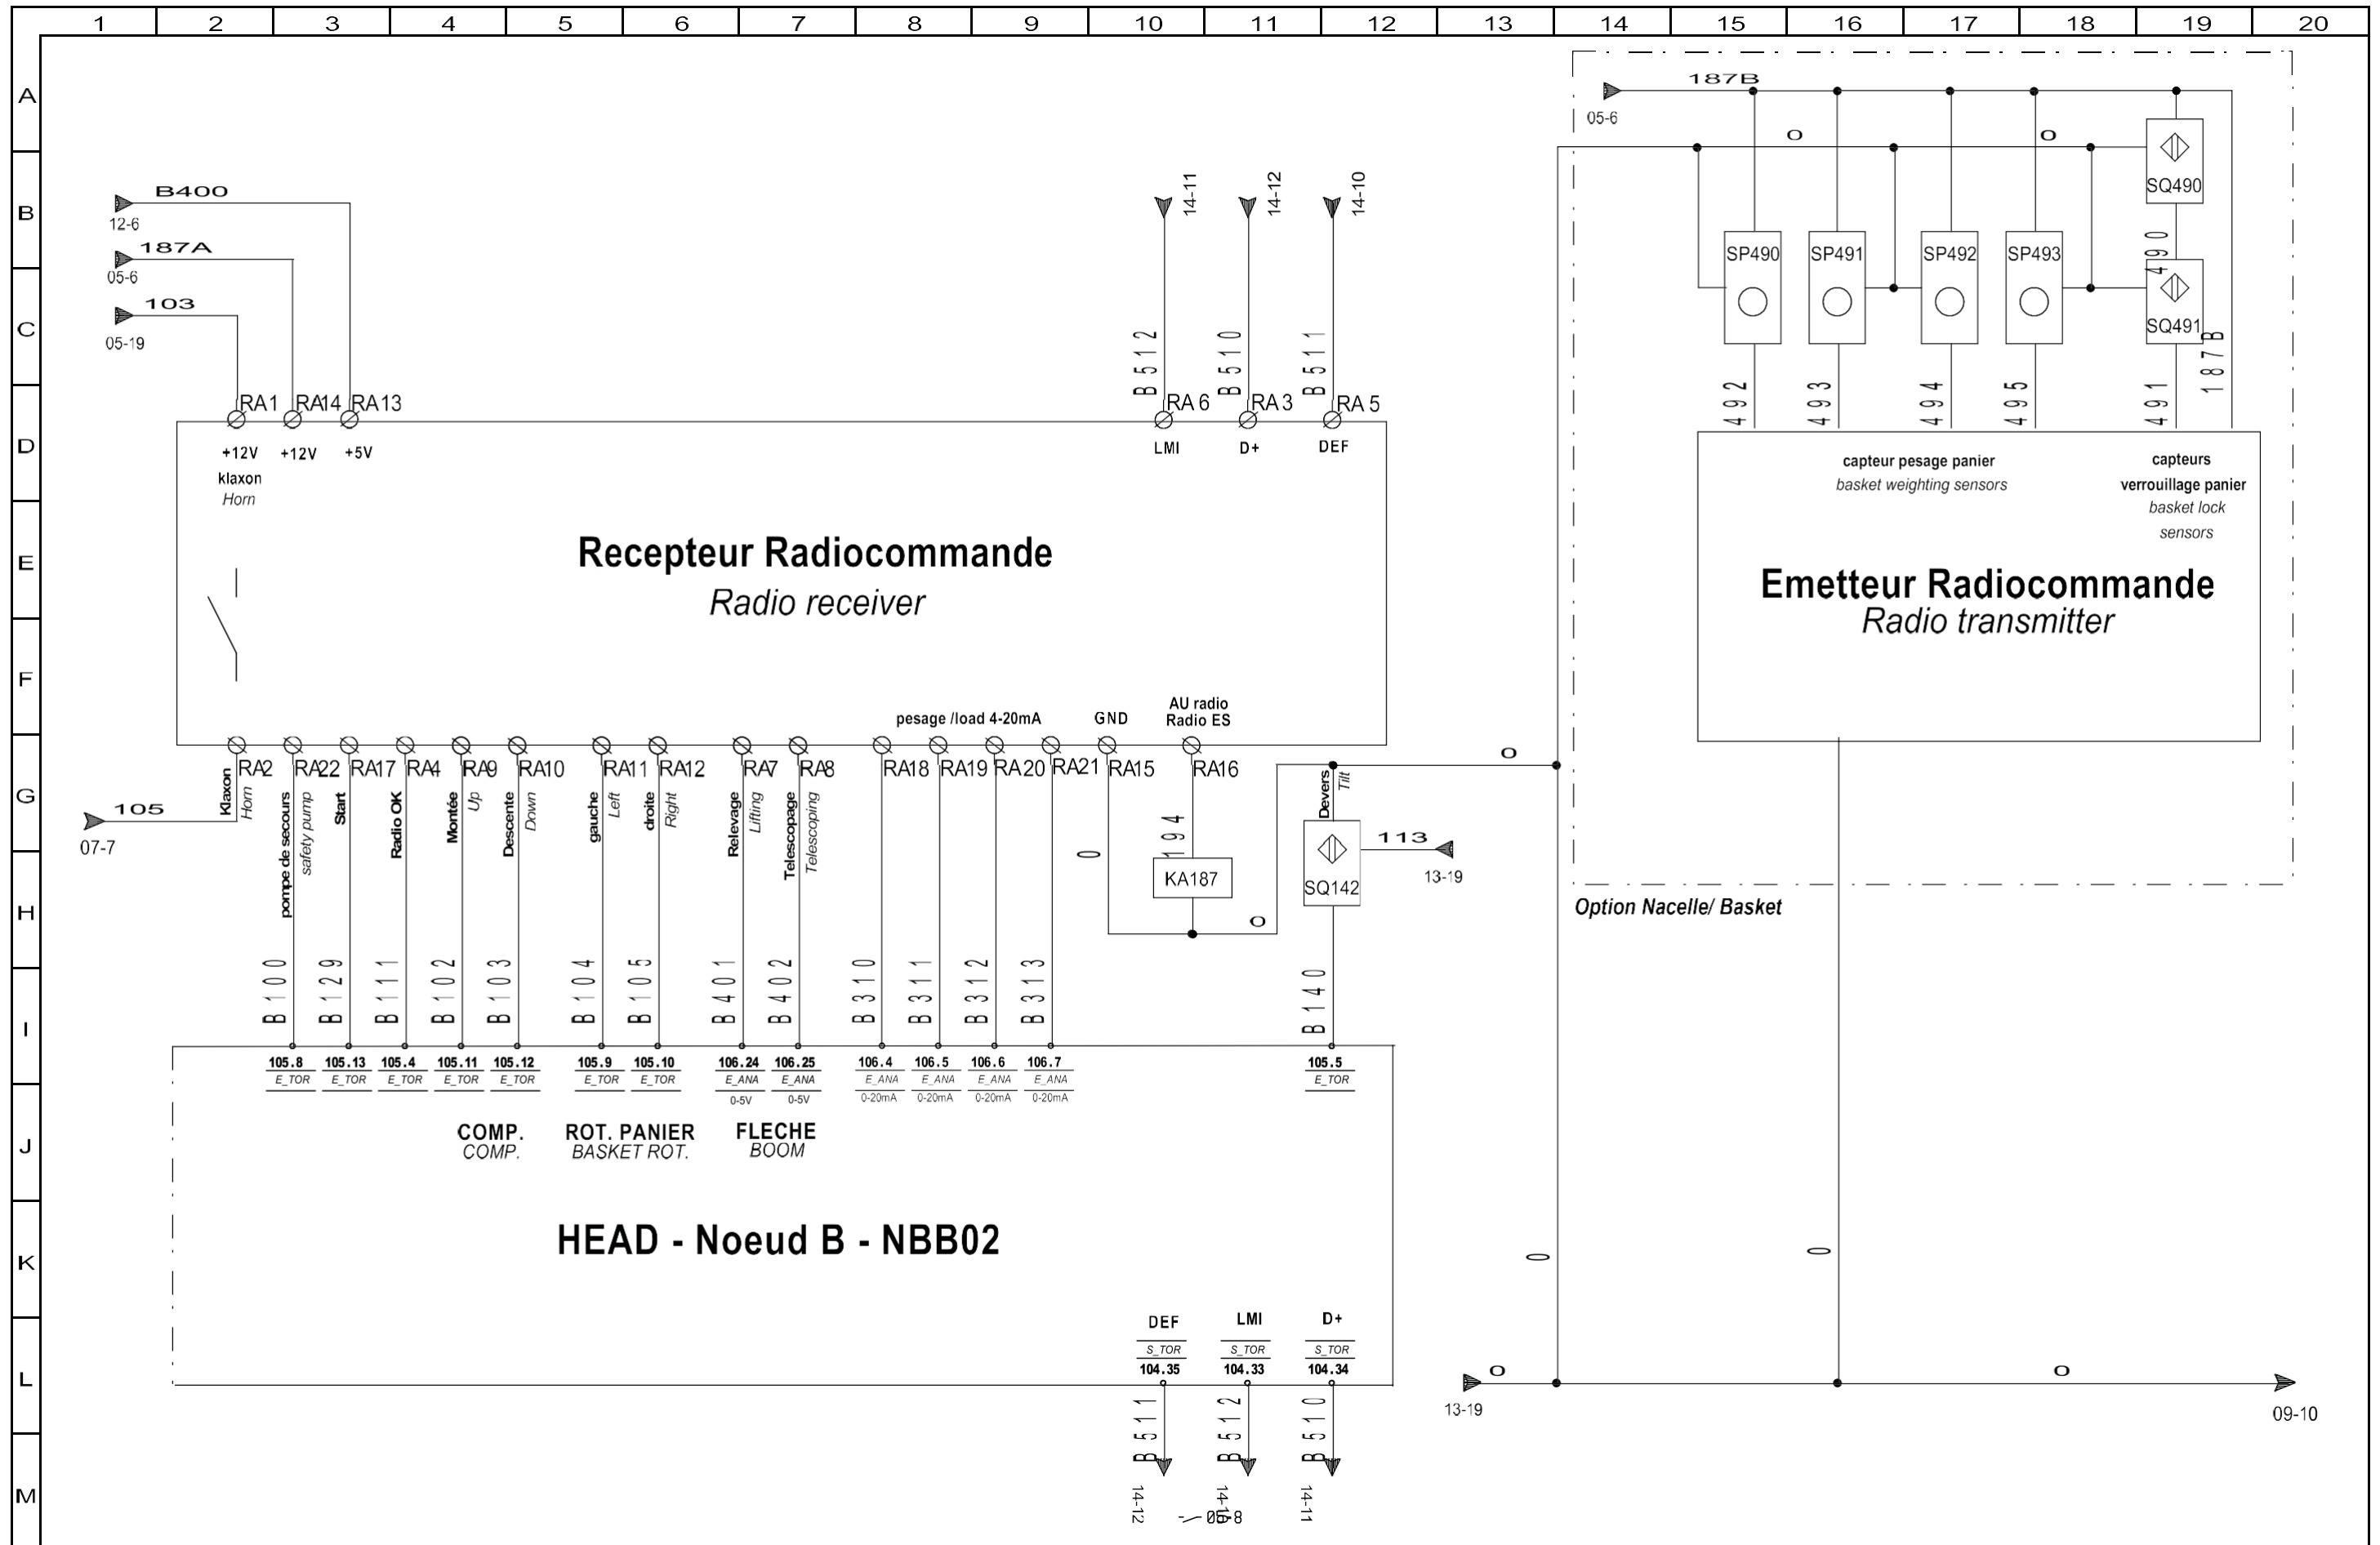 1 2 3 4 5 6 7 8 9 10 11 12 13 14 15 16 17 18 19 20
A
B
C
D
E
F
G
H
I
J
K
L
M
B400
12-6
187A
05-6
103
05-19
14-11
14-12
14-10
B512
B510
B511
RA1 RA14 RA13
RA6 RA3 RA5
+12V +12V +5V
klaxon
Horn
LMI D+ DEF
Recepteur Radiocommande
Radio receiver
pesage /load 4-20mA
GND
AU radio
Radio ES
RA2 RA22 RA17 RA4 RA9 RA10 RA11 RA12 RA7 RA8 RA18 RA19 RA20 RA21 RA15 RA16
105
07-7
Klaxon
Horn
pompe de secours
safety pump
Start
Radio OK
Montée
Up
Descente
Down
gauche
Left
droite
Right
Relevage
Lifting
Telescopage
Telescoping
0
194
KA187
0
Devers
Tilt
SQ142
113
13-19
0
B100
B129
B111
B102
B103
B104
B105
B401
B402
B310
B311
B312
B313
B140
105.8 105.13 105.4 105.11 105.12 105.9 105.10 106.24 106.25 106.4 106.5 106.6 106.7 105.5
E_TOR E_TOR E_TOR E_TOR E_TOR E_TOR E_TOR E_ANA E_ANA E_ANA E_ANA E_ANA E_ANA E_TOR
0-5V 0-5V 0-20mA 0-20mA 0-20mA 0-20mA
COMP.
COMP.
ROT. PANIER
BASKET ROT.
FLECHE
BOOM
HEAD - Noeud B - NBB02
DEF LMI D+
S_TOR S_TOR S_TOR
104.35 104.33 104.34
B511
B512
B510
14-12
14-11
187B
05-6
0 0
SQ490
490
SP490 SP491 SP492 SP493
SQ491
187B
492
493
494
495
491
capteur pesage panier
basket weighting sensors
capteurs
verrouillage panier
basket lock
sensors
Emetteur Radiocommande
Radio transmitter
Option Nacelle/ Basket
0
0
0 0
13-19
09-10